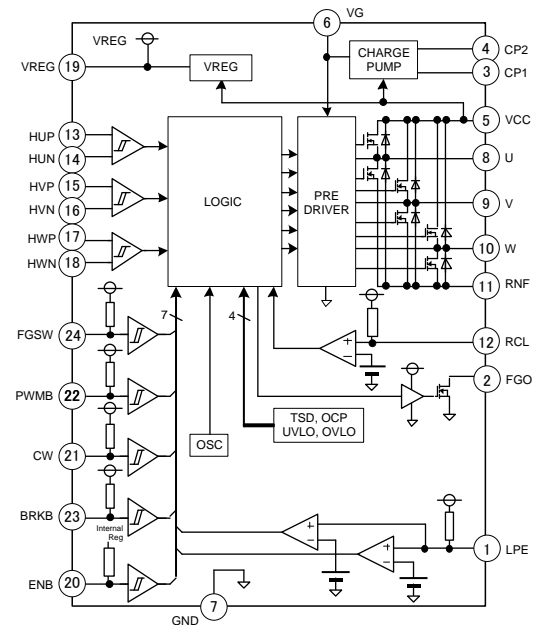 6
VG
VREG
VREG
19
VREG
CHARGE
PUMP
4
CP2
3
CP1
5
VCC
HUP
13
HUN
14
HVP
15
HVN
16
HWP
17
HWN
18
LOGIC
PRE
DRIVER
8
U
9
V
10
W
11
RNF
7
4
FGSW
24
PWMB
22
CW
21
BRKB
23
Internal
Reg
ENB
20
OSC
TSD, OCP
UVLO, OVLO
+
−
12
RCL
2
FGO
+
−
+
−
1
LPE
GND
7